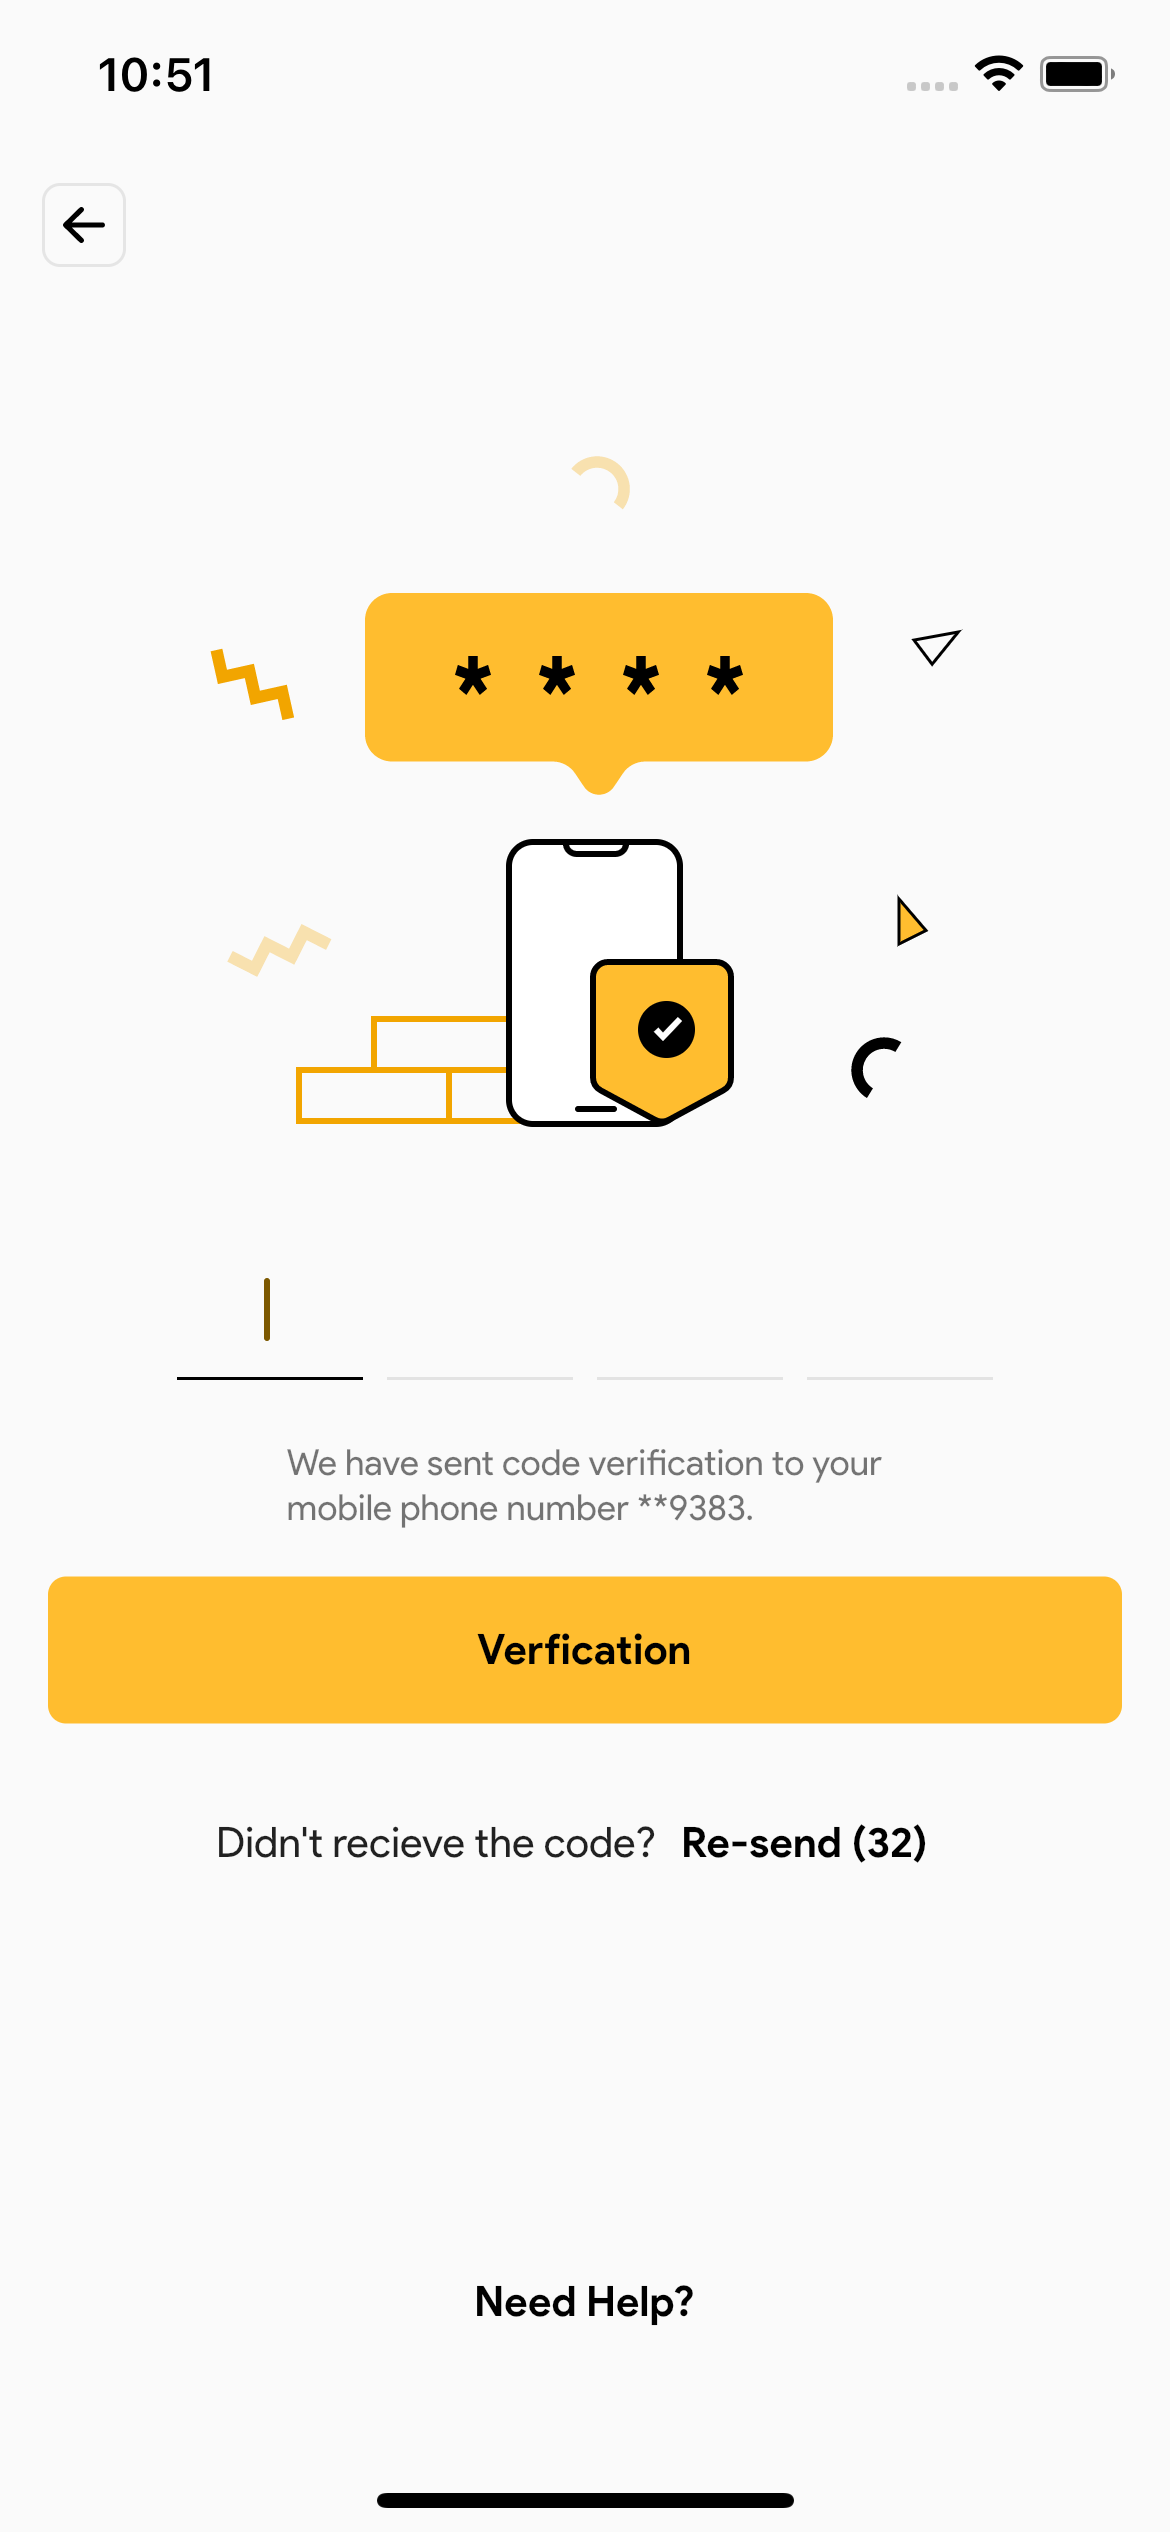 10:51
* * * *
We have sent code verification to your
mobile phone number **9383.
Verfication
Didn't recieve the code? Re-send (32)
Need Help?